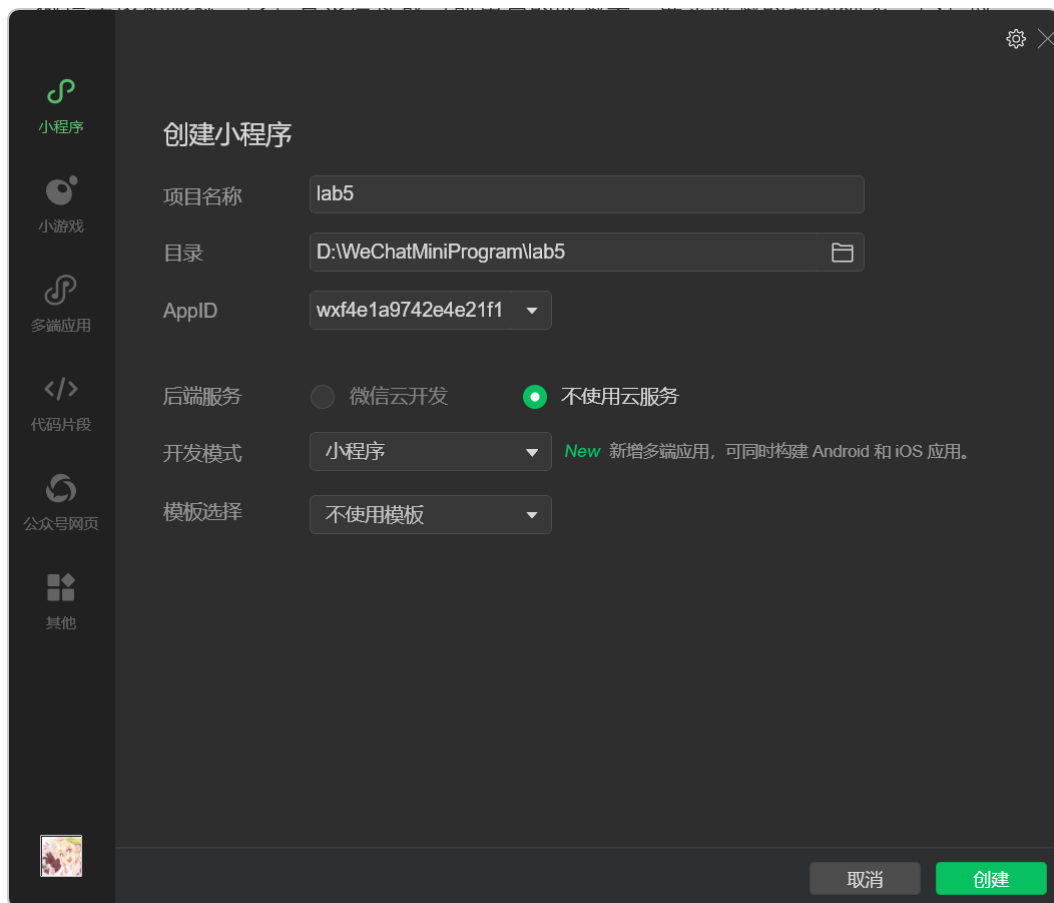 小程序
小游戏
多端应用
代码片段
公众号网页
其他
创建小程序
项目名称 lab5
目录 D:\WeChatMiniProgram\lab5
AppID wxf4e1a9742e4e21f1
后端服务 微信云开发 不使用云服务
开发模式 小程序 New 新增多端应用，可同时构建 Android 和 iOS 应用。
模板选择 不使用模板
取消 创建